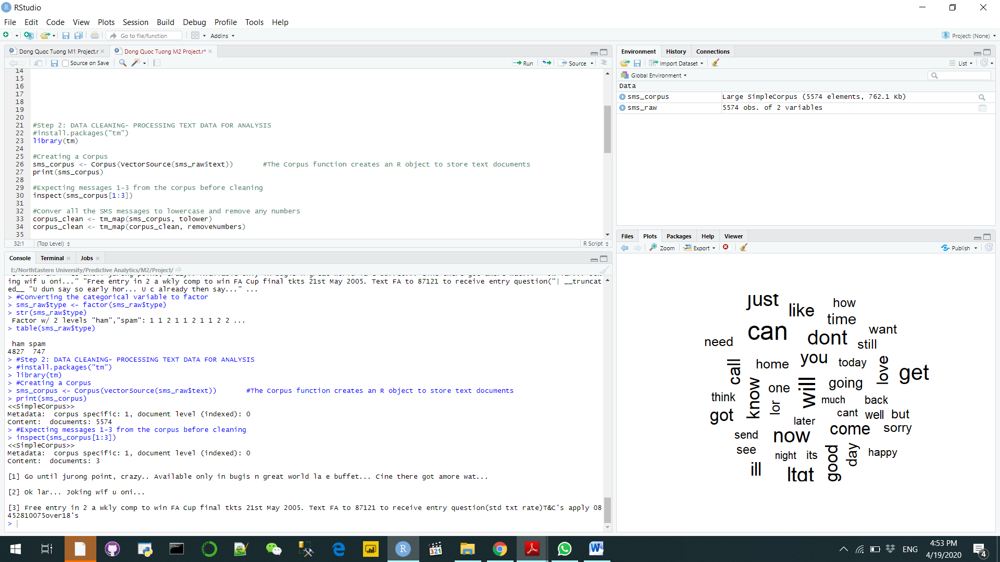 RStudio
File Edit Code View Plots Session Build Debug Profile Tools Help
Go to file/function Addins Project: (None)
Dong Quoc Tuong M1 Project.r Dong Quoc Tuong M2 Project.r*
Source on Save Run Source
14
15
16
17
18
19
20
21 #Step 2: DATA CLEANING- PROCESSING TEXT DATA FOR ANALYSIS
22 #install.packages("tm")
23 library(tm)
24
25 #Creating a Corpus
26 sms_corpus <- Corpus(VectorSource(sms_raw$text)) #The Corpus function creates an R object to store text documents
27 print(sms_corpus)
28
29 #Expecting messages 1-3 from the corpus before cleaning
30 inspect(sms_corpus[1:3])
31
32 #Conver all the SMS messages to lowercase and remove any numbers
33 corpus_clean <- tm_map(sms_corpus, tolower)
34 corpus_clean <- tm_map(corpus_clean, removeNumbers)
35
32:1 (Top Level) R Script
Console Terminal Jobs
E:/NorthEastern University/Predictive Analytics/M2/Project/
ing wif u oni..." "Free entry in 2 a wkly comp to win FA Cup final tkts 21st May 2005. Text FA to 87121 to receive entry question("| __truncat
ed__ "U dun say so early hor... U c already then say..." ...
> #Converting the categorical variable to factor
> sms_raw$type <- factor(sms_raw$type)
> str(sms_raw$type)
Factor w/ 2 levels "ham","spam": 1 1 2 1 1 2 1 1 2 2 ...
> table(sms_raw$type)
ham spam
4827 747
> #Step 2: DATA CLEANING- PROCESSING TEXT DATA FOR ANALYSIS
> #install.packages("tm")
> library(tm)
> #Creating a Corpus
> sms_corpus <- Corpus(VectorSource(sms_raw$text)) #The Corpus function creates an R object to store text documents
> print(sms_corpus)
<<SimpleCorpus>>
Metadata: corpus specific: 1, document level (indexed): 0
Content: documents: 5574
> #Expecting messages 1-3 from the corpus before cleaning
> inspect(sms_corpus[1:3])
<<SimpleCorpus>>
Metadata: corpus specific: 1, document level (indexed): 0
Content: documents: 3
[1] Go until jurong point, crazy.. Available only in bugis n great world la e buffet... Cine there got amore wat...
[2] Ok lar... Joking wif u oni...
[3] Free entry in 2 a wkly comp to win FA Cup final tkts 21st May 2005. Text FA to 87121 to receive entry question(std txt rate)T&C's apply 08
452810075over18's
>
Environment History Connections
Import Dataset List
Global Environment
Data
sms_corpus Large SimpleCorpus (5574 elements, 762.1 Kb)
sms_raw 5574 obs. of 2 variables
Files Plots Packages Help Viewer
Zoom Export Publish
just
like
how
time
can
dont
want
need
still
call
home
you
today
love
get
know
one
will
going
think
lor
much
back
got
later
cant
well
but
send
now
come
sorry
see
night
its
good
day
happy
ill
ltgt
321
R
ENG
4:53 PM
4/19/2020
4